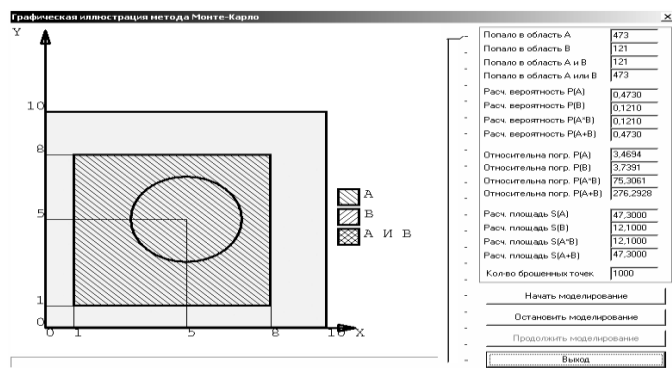 Графическая иллюстрация метода Монте-Карло
Y
10
8
5
1
0
0 1 5 8 10 X
A
B
А И В
Попало в область A 473
Попало в область B 121
Попало в область A и B 121
Попало в область A или B 473
Расч. вероятность P(A) 0,4730
Расч. вероятность P(B) 0,1210
Расч. вероятность P(A*B) 0,1210
Расч. вероятность P(A+B) 0,4730
Относительна погр. P(A) 3,4694
Относительна погр. P(B) 3,7391
Относительна погр. P(A*B) 75,3061
Относительна погр. P(A+B) 276,2928
Расч. площадь S(A) 47,3000
Расч. площадь S(B) 12,1000
Расч. площадь S(A*B) 12,1000
Расч. площадь S(A+B) 47,3000
Кол-во брошенных точек 1000
Начать моделирование
Остановить моделирование
Продолжить моделирование
Выход